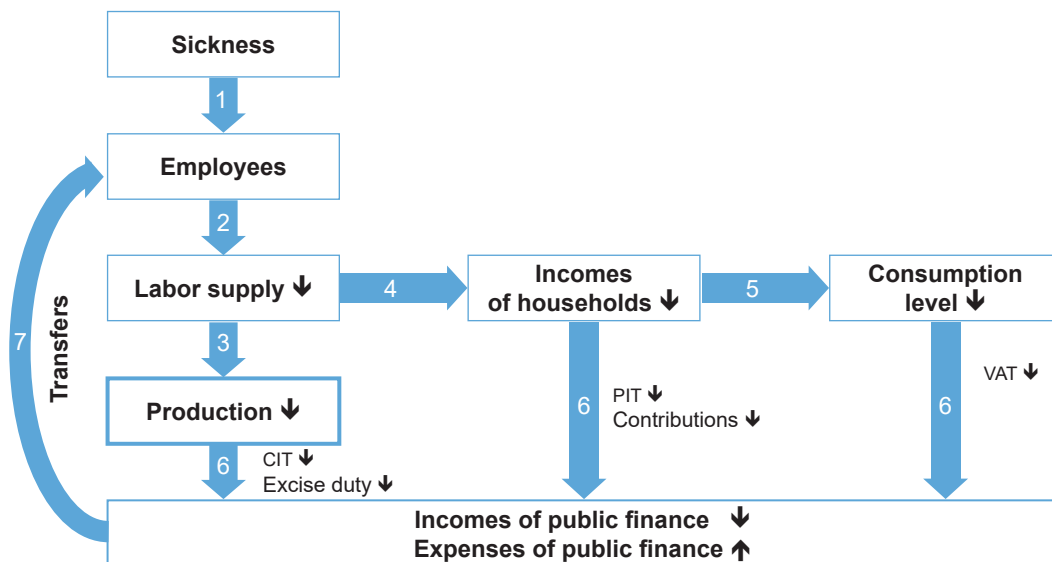 Sickness
1
Employees
2
Labor supply ↓
4
Incomes
of households ↓
5
Consumption
level ↓
3
7
Transfers
Production ↓
6
CIT ↓
Excise duty ↓
6
PIT ↓
Contributions ↓
6
VAT ↓
Incomes of public finance ↓
Expenses of public finance ↑